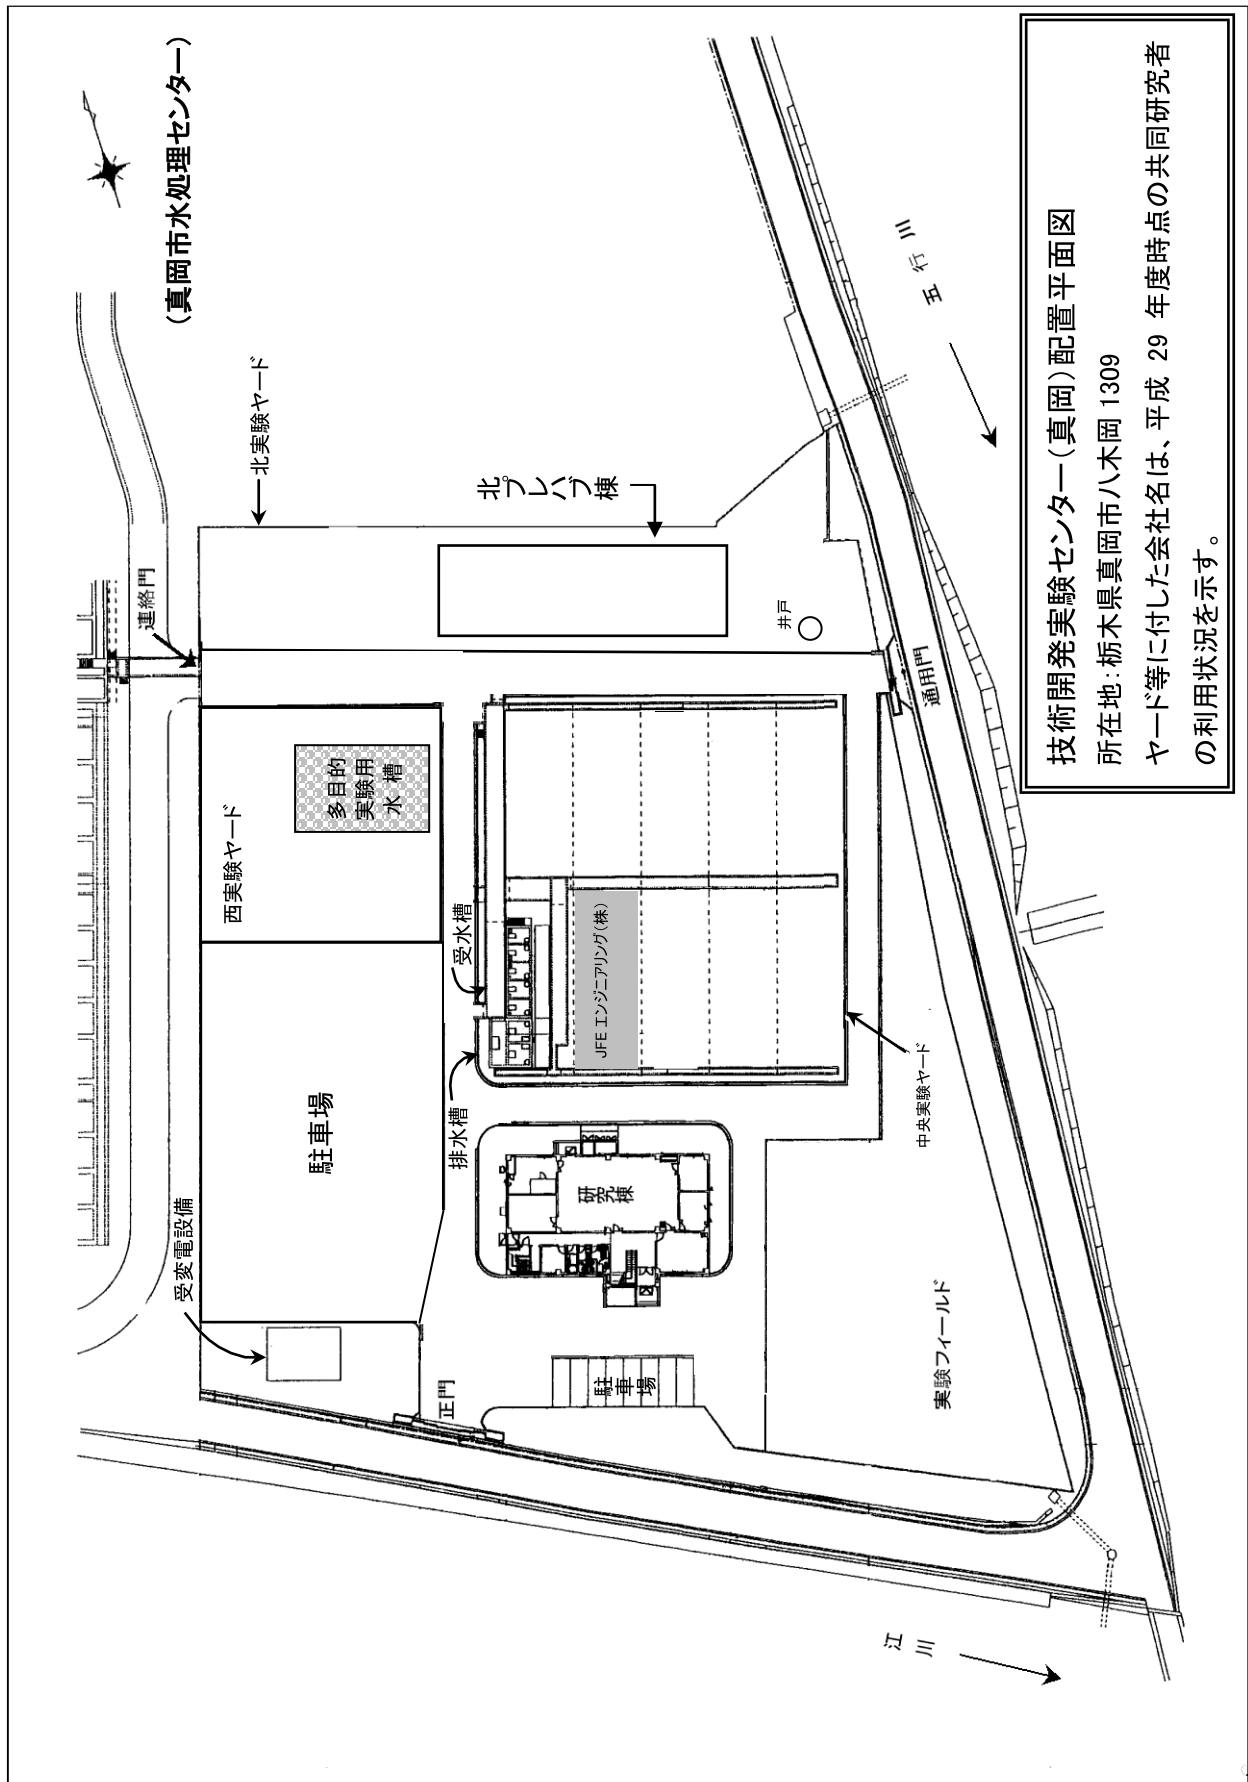 (真岡市水処理センター)
北実験ヤード
連絡門
北プレハブ棟
井戸
通用門
五行川
西実験ヤード
多目的
実験用
水 槽
受水槽
JFE エンジニアリング(株)
排水槽
中央実験ヤード
駐車場
研究棟
受変電設備
正門
駐車場
実験フィールド
江川
技術開発実験センター(真岡)配置平面図
所在地:栃木県真岡市八木岡 1309
ヤード等に付した会社名は、平成 29 年度時点の共同研究者
の利用状況を示す。